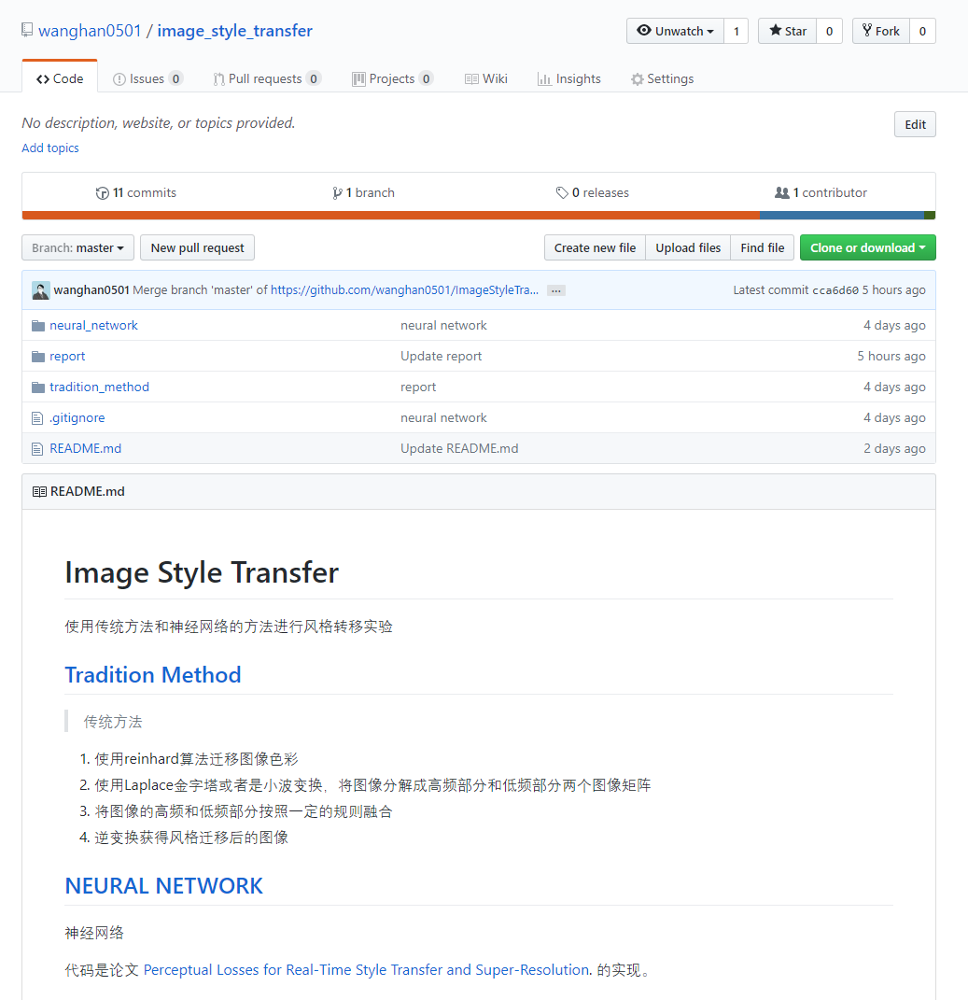 wanghan0501 / image_style_transfer
Unwatch 1 Star 0 Fork 0
Code Issues 0 Pull requests 0 Projects 0 Wiki Insights Settings
No description, website, or topics provided. Edit
Add topics
11 commits 1 branch 0 releases 1 contributor
Branch: master New pull request Create new file Upload files Find file Clone or download
wanghan0501 Merge branch 'master' of https://github.com/wanghan0501/ImageStyleTra... ... Latest commit cca6d60 5 hours ago
neural_network neural network 4 days ago
report Update report 5 hours ago
tradition_method report 4 days ago
.gitignore neural network 4 days ago
README.md Update README.md 2 days ago
README.md
Image Style Transfer
使用传统方法和神经网络的方法进行风格转移实验
Tradition Method
传统方法
1. 使用reinhard算法迁移图像色彩
2. 使用Laplace金字塔或者是小波变换，将图像分解成高频部分和低频部分两个图像矩阵
3. 将图像的高频和低频部分按照一定的规则融合
4. 逆变换获得风格迁移后的图像
NEURAL NETWORK
神经网络
代码是论文 Perceptual Losses for Real-Time Style Transfer and Super-Resolution. 的实现。